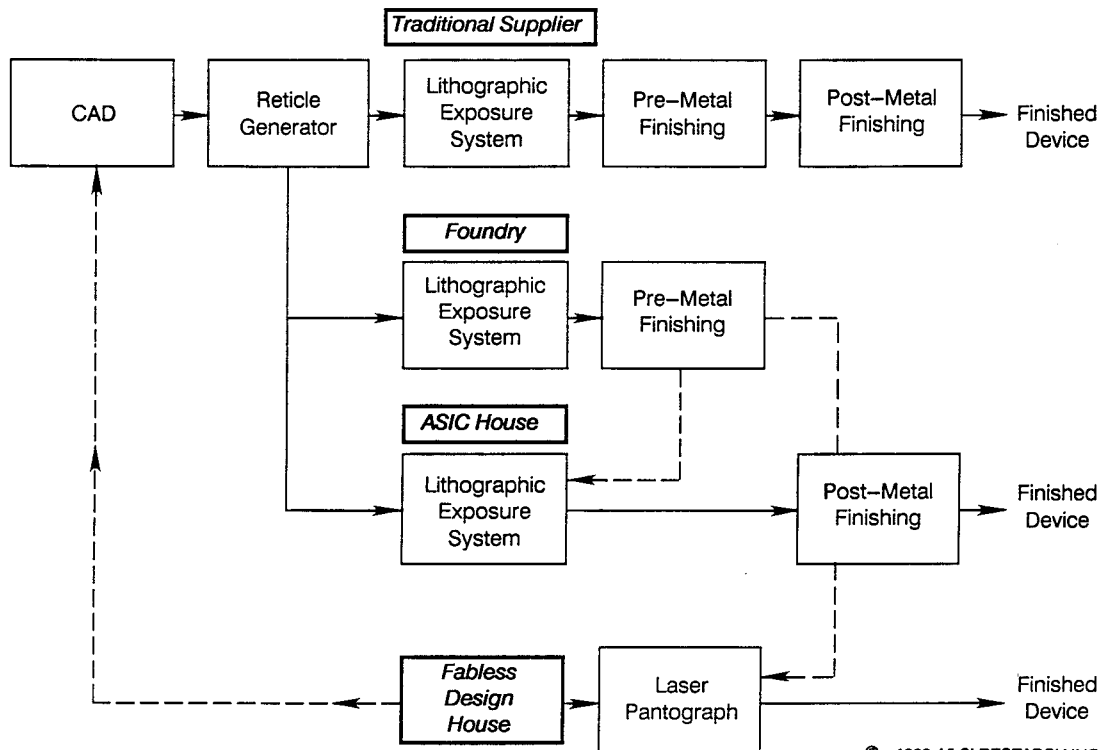 Traditional Supplier
CAD
Reticle
Generator
Lithographic
Exposure
System
Pre-Metal
Finishing
Post-Metal
Finishing
Finished
Device
Foundry
Lithographic
Exposure
System
Pre-Metal
Finishing
ASIC House
Lithographic
Exposure
System
Post-Metal
Finishing
Finished
Device
Fabless
Design
House
Laser
Pantograph
Finished
Device